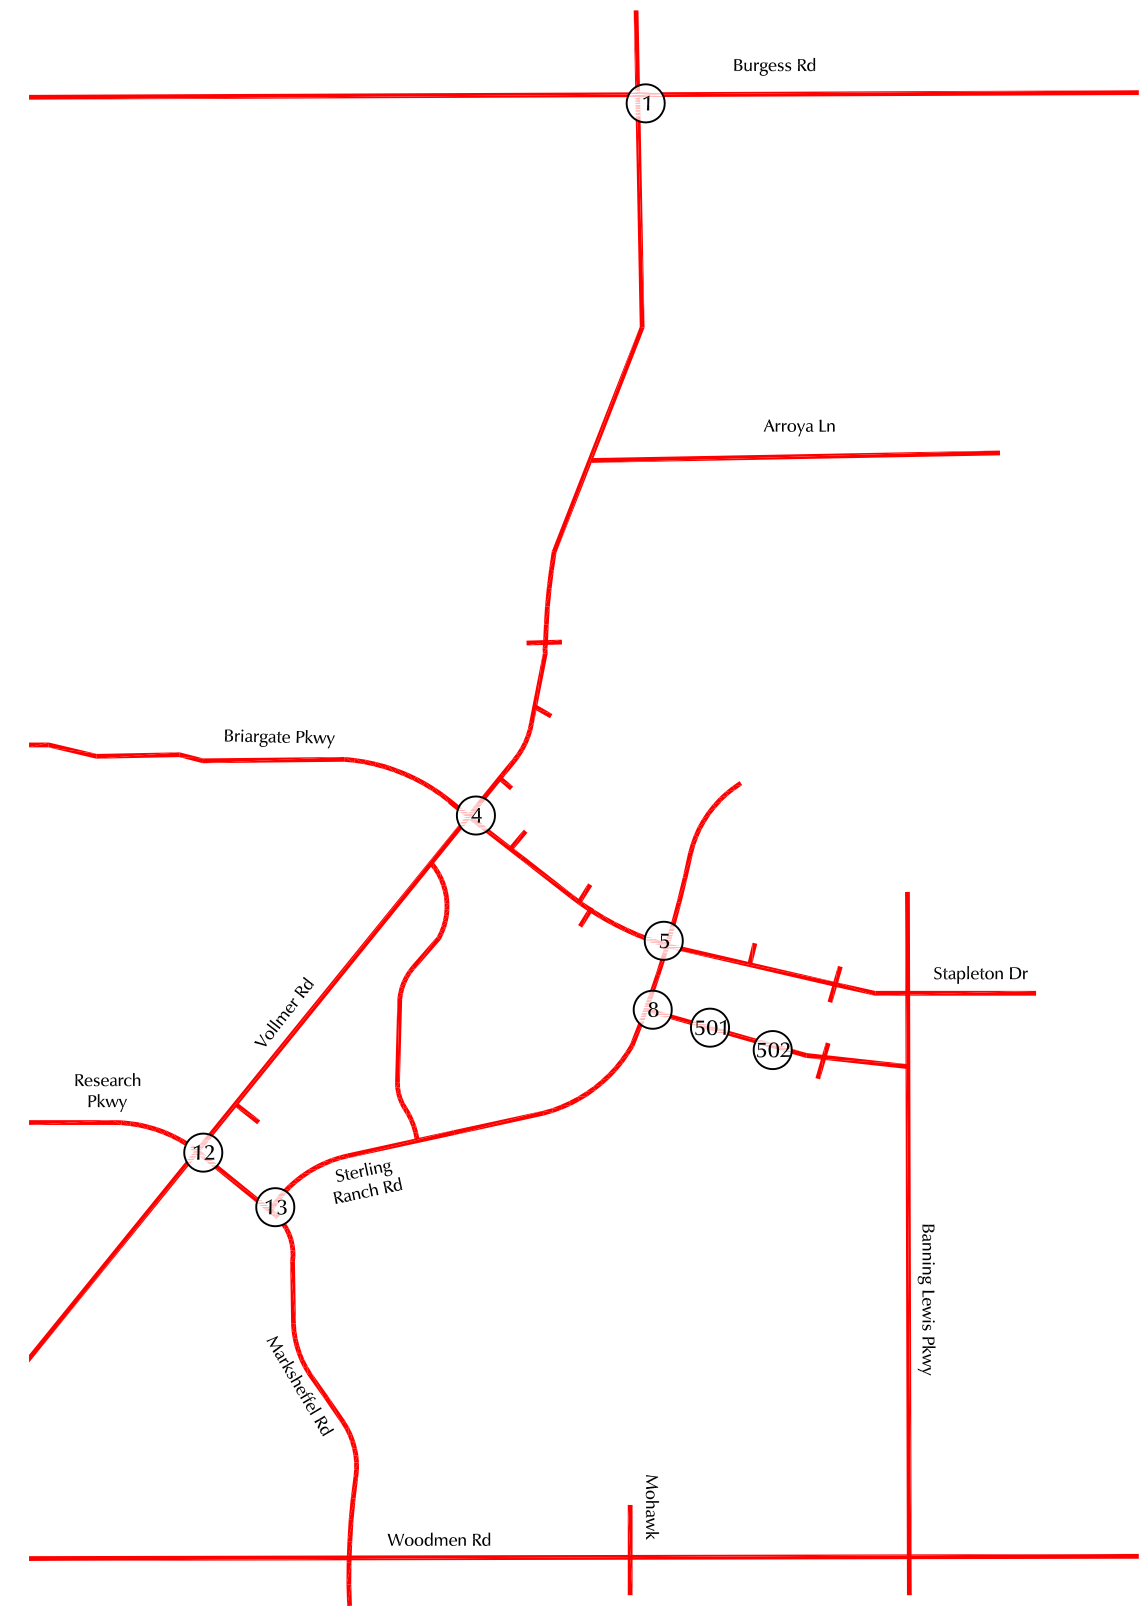 Burgess Rd
1
Arroya Ln
Briargate Pkwy
4
5
Stapleton Dr
Vollmer Rd
8
501
502
Research
Pkwy
12
Sterling
Ranch Rd
13
Banning Lewis Pkwy
Marksheffel Rd
Mohawk
Woodmen Rd